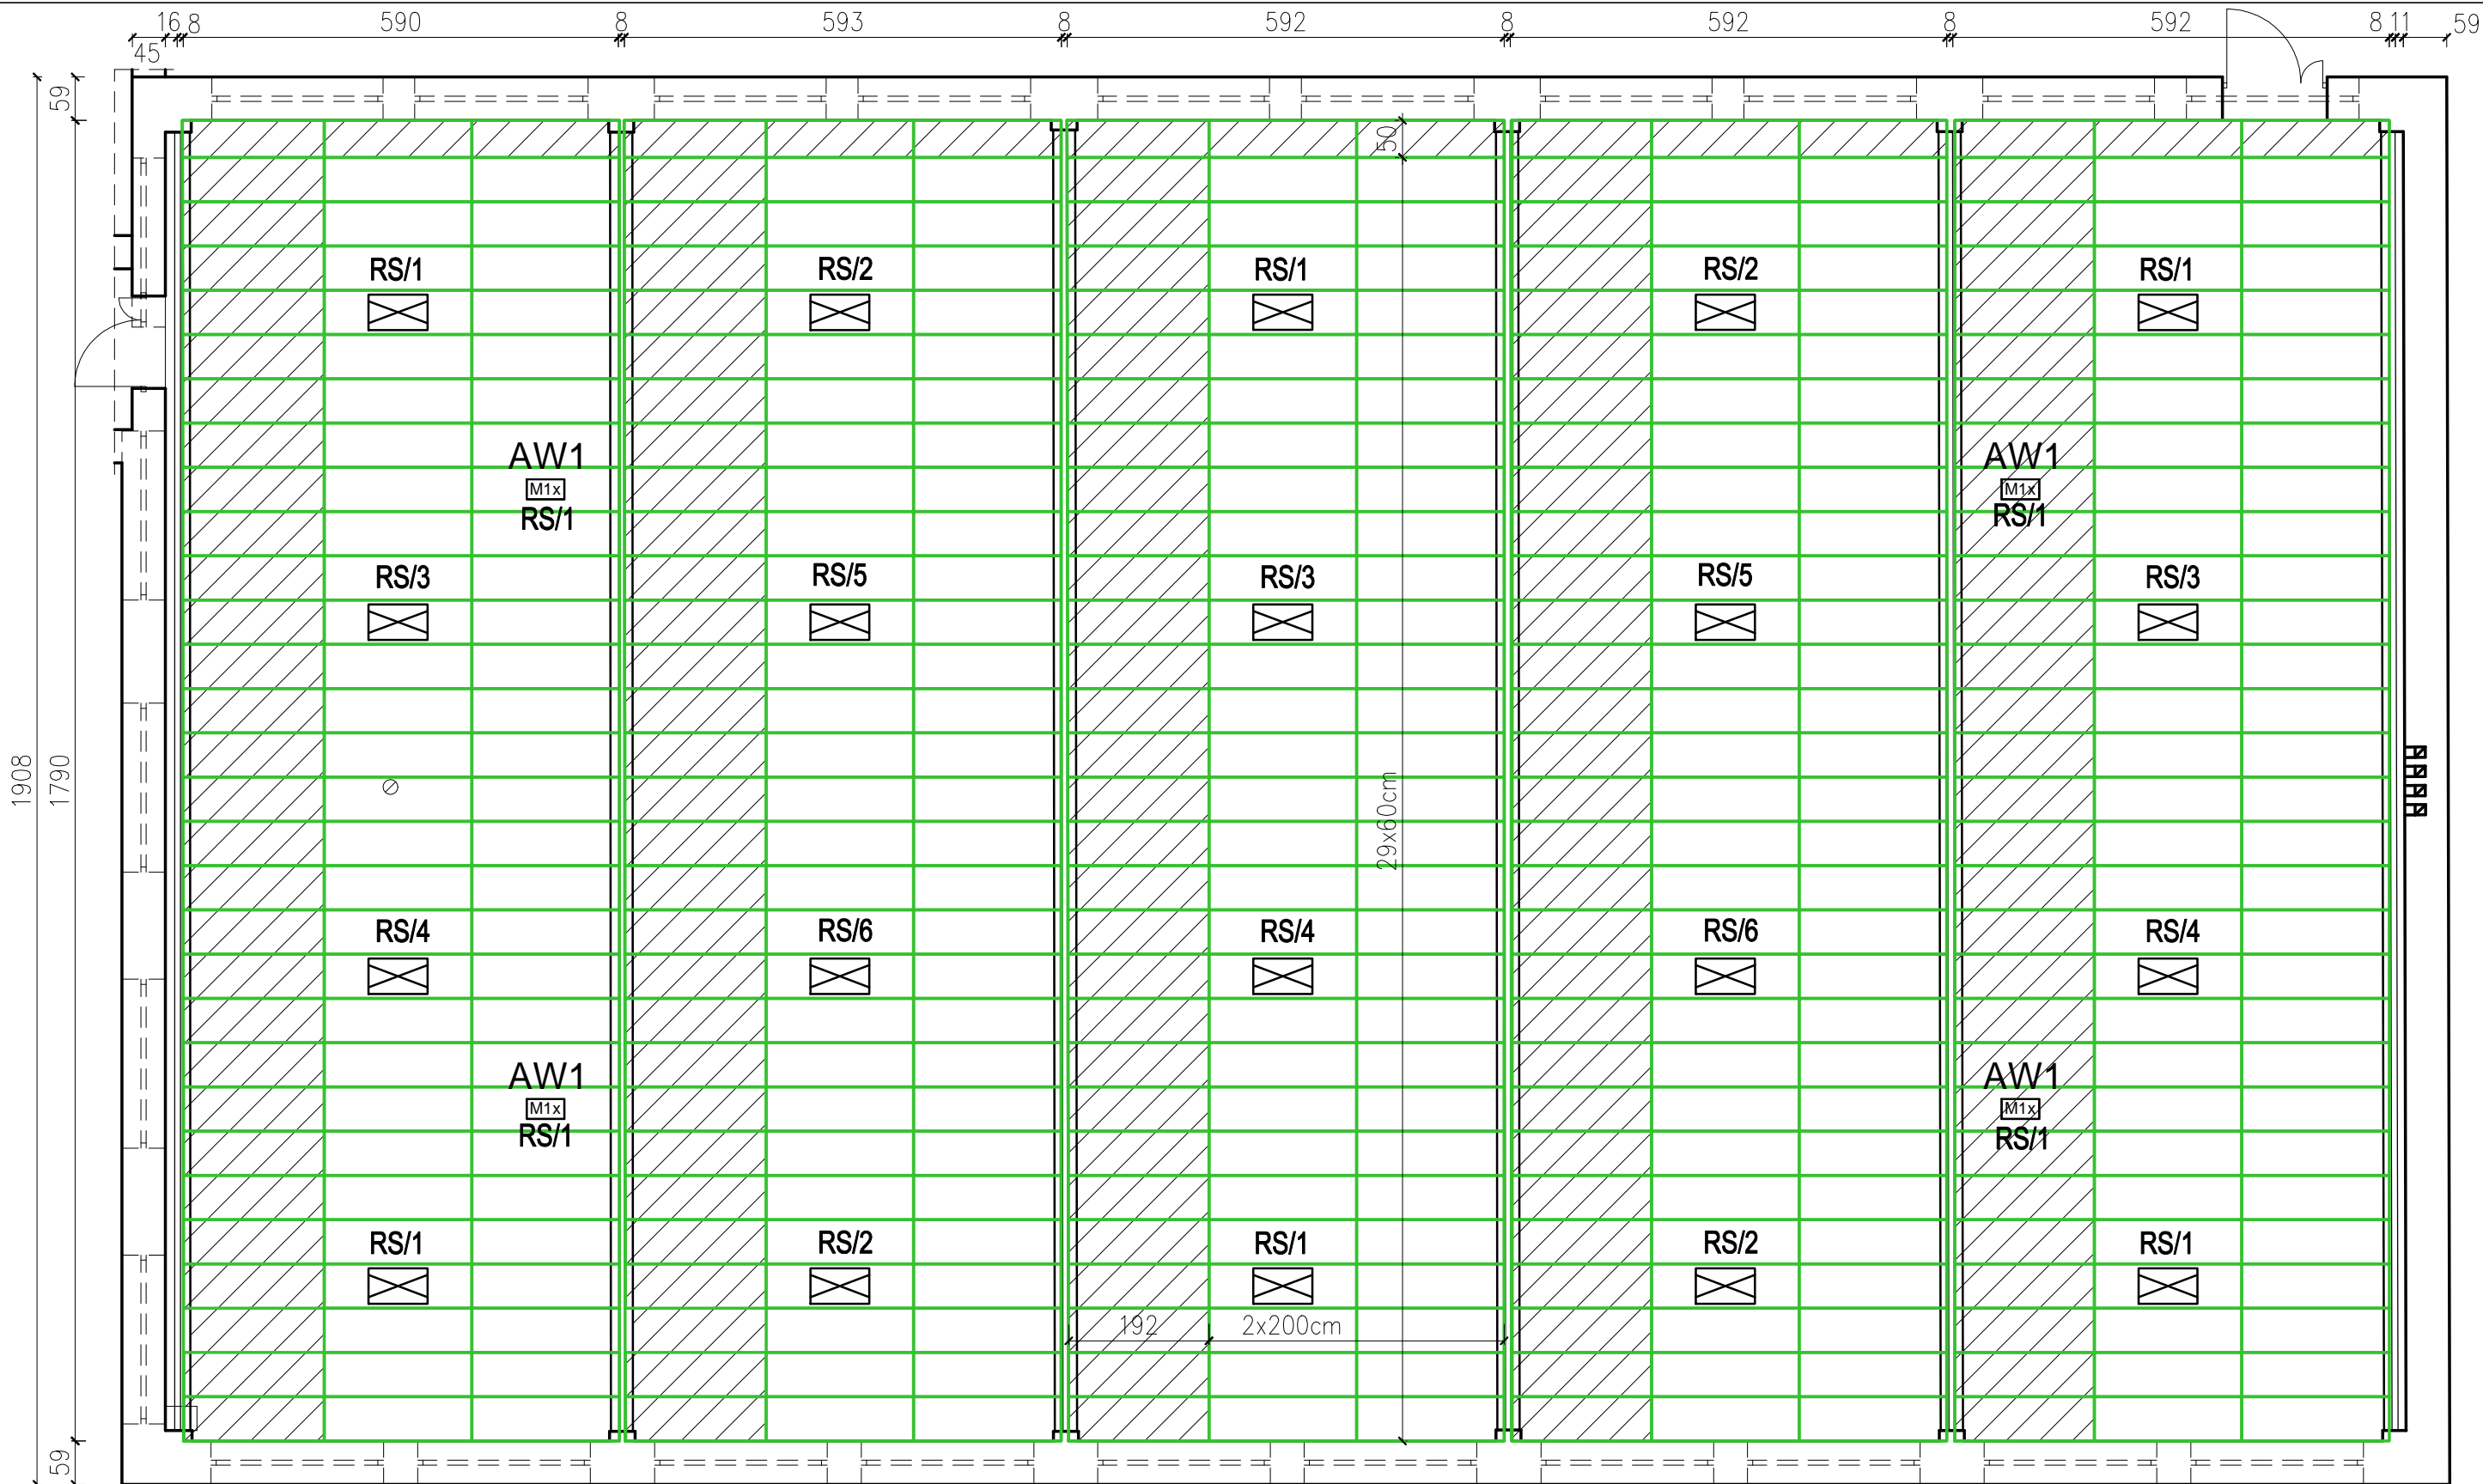 16 8 590 8 593 8 592 8 592 8 592 8 11 59
45
59
50
RS/1 RS/2 RS/1 RS/2 RS/1
AW1 AW1
M1x M1x
RS/1 RS/1
RS/3 RS/5 RS/3 RS/5 RS/3
1908 1790 29x60cm
RS/4 RS/6 RS/4 RS/6 RS/4
AW1 AW1
M1x M1x
RS/1 RS/1
RS/1 RS/2 RS/1 RS/2 RS/1
192 2x200cm
59